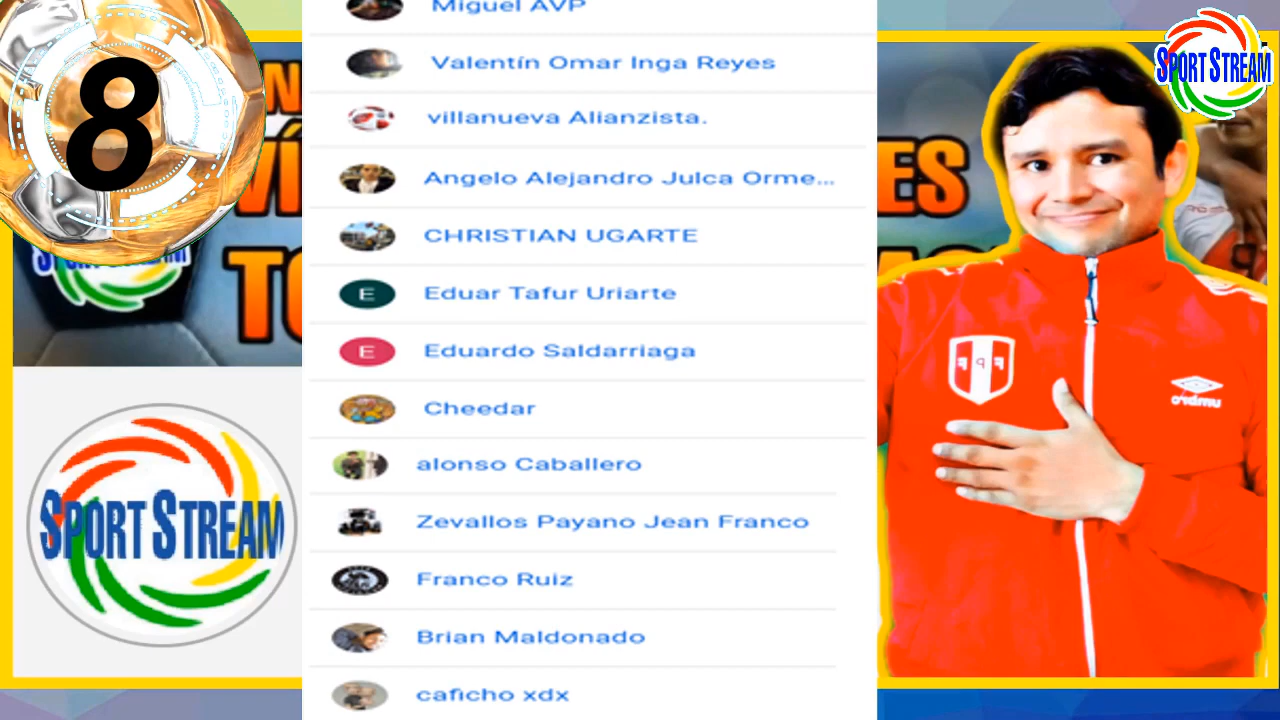 8
Miguel AVP
Valentín Omar Inga Reyes
villanueva Alianzista.
Angelo Alejandro Julca Orme...
CHRISTIAN UGARTE
E
Eduar Tafur Uriarte
E
Eduardo Saldarriaga
Cheedar
alonso Caballero
Zevallos Payano Jean Franco
Franco Ruiz
Brian Maldonado
caficho xdx
SPORT STREAM
SPORT STREAM